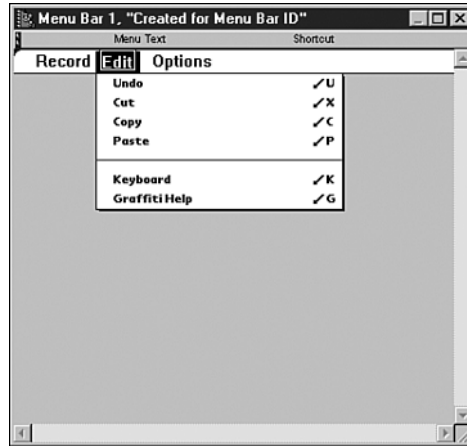 Menu Bar 1, "Created for Menu Bar ID"
Menu Text Shortcut
Record Edit Options
Undo ✓U
Cut ✓X
Copy ✓C
Paste ✓P
Keyboard ✓K
Graffiti Help ✓G